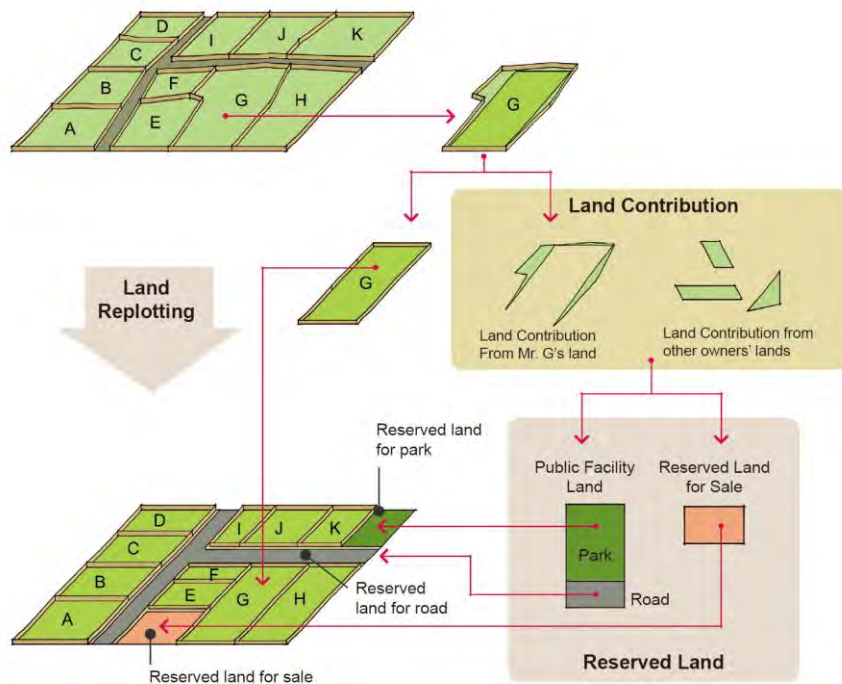 D
I
J
K
C
F
B
G
H
A
E
G
Land Contribution
G
Land
Replotting
Land Contribution
From Mr. G's land
Land Contribution from
other owners' lands
Reserved land
for park
Public Facility
Land
Reserved Land
for Sale
D
I
J
K
C
Park
F
B
E
G
H
Reserved
land for road
Road
A
Reserved land for sale
Reserved Land